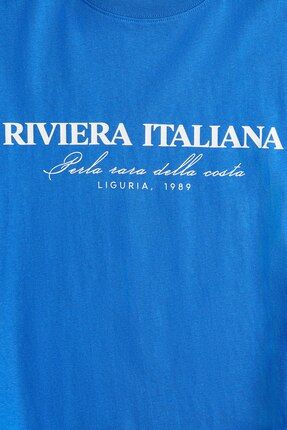 RIVIERA ITALIANA
Perla rara della costa
LIGURIA, 1989